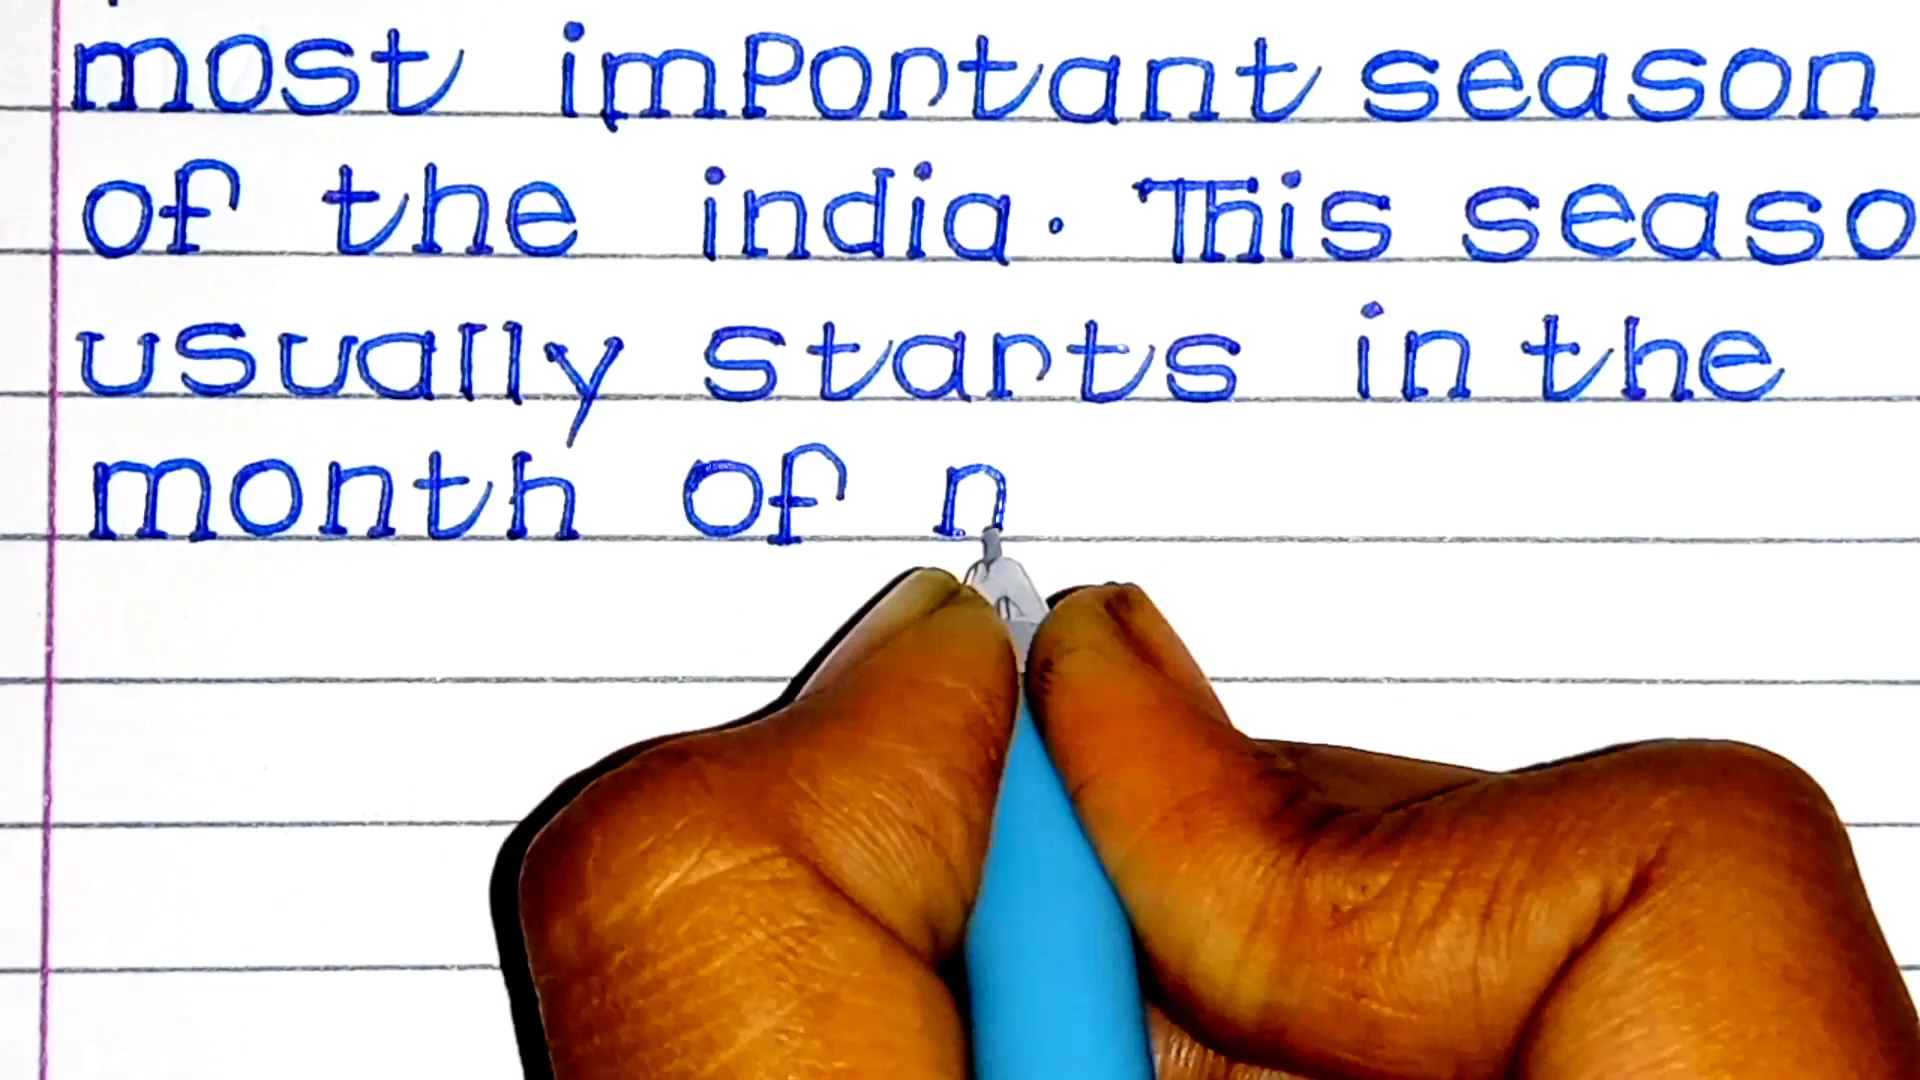 most imPortant season
of the india. This seaso
usually starts in the
month of n